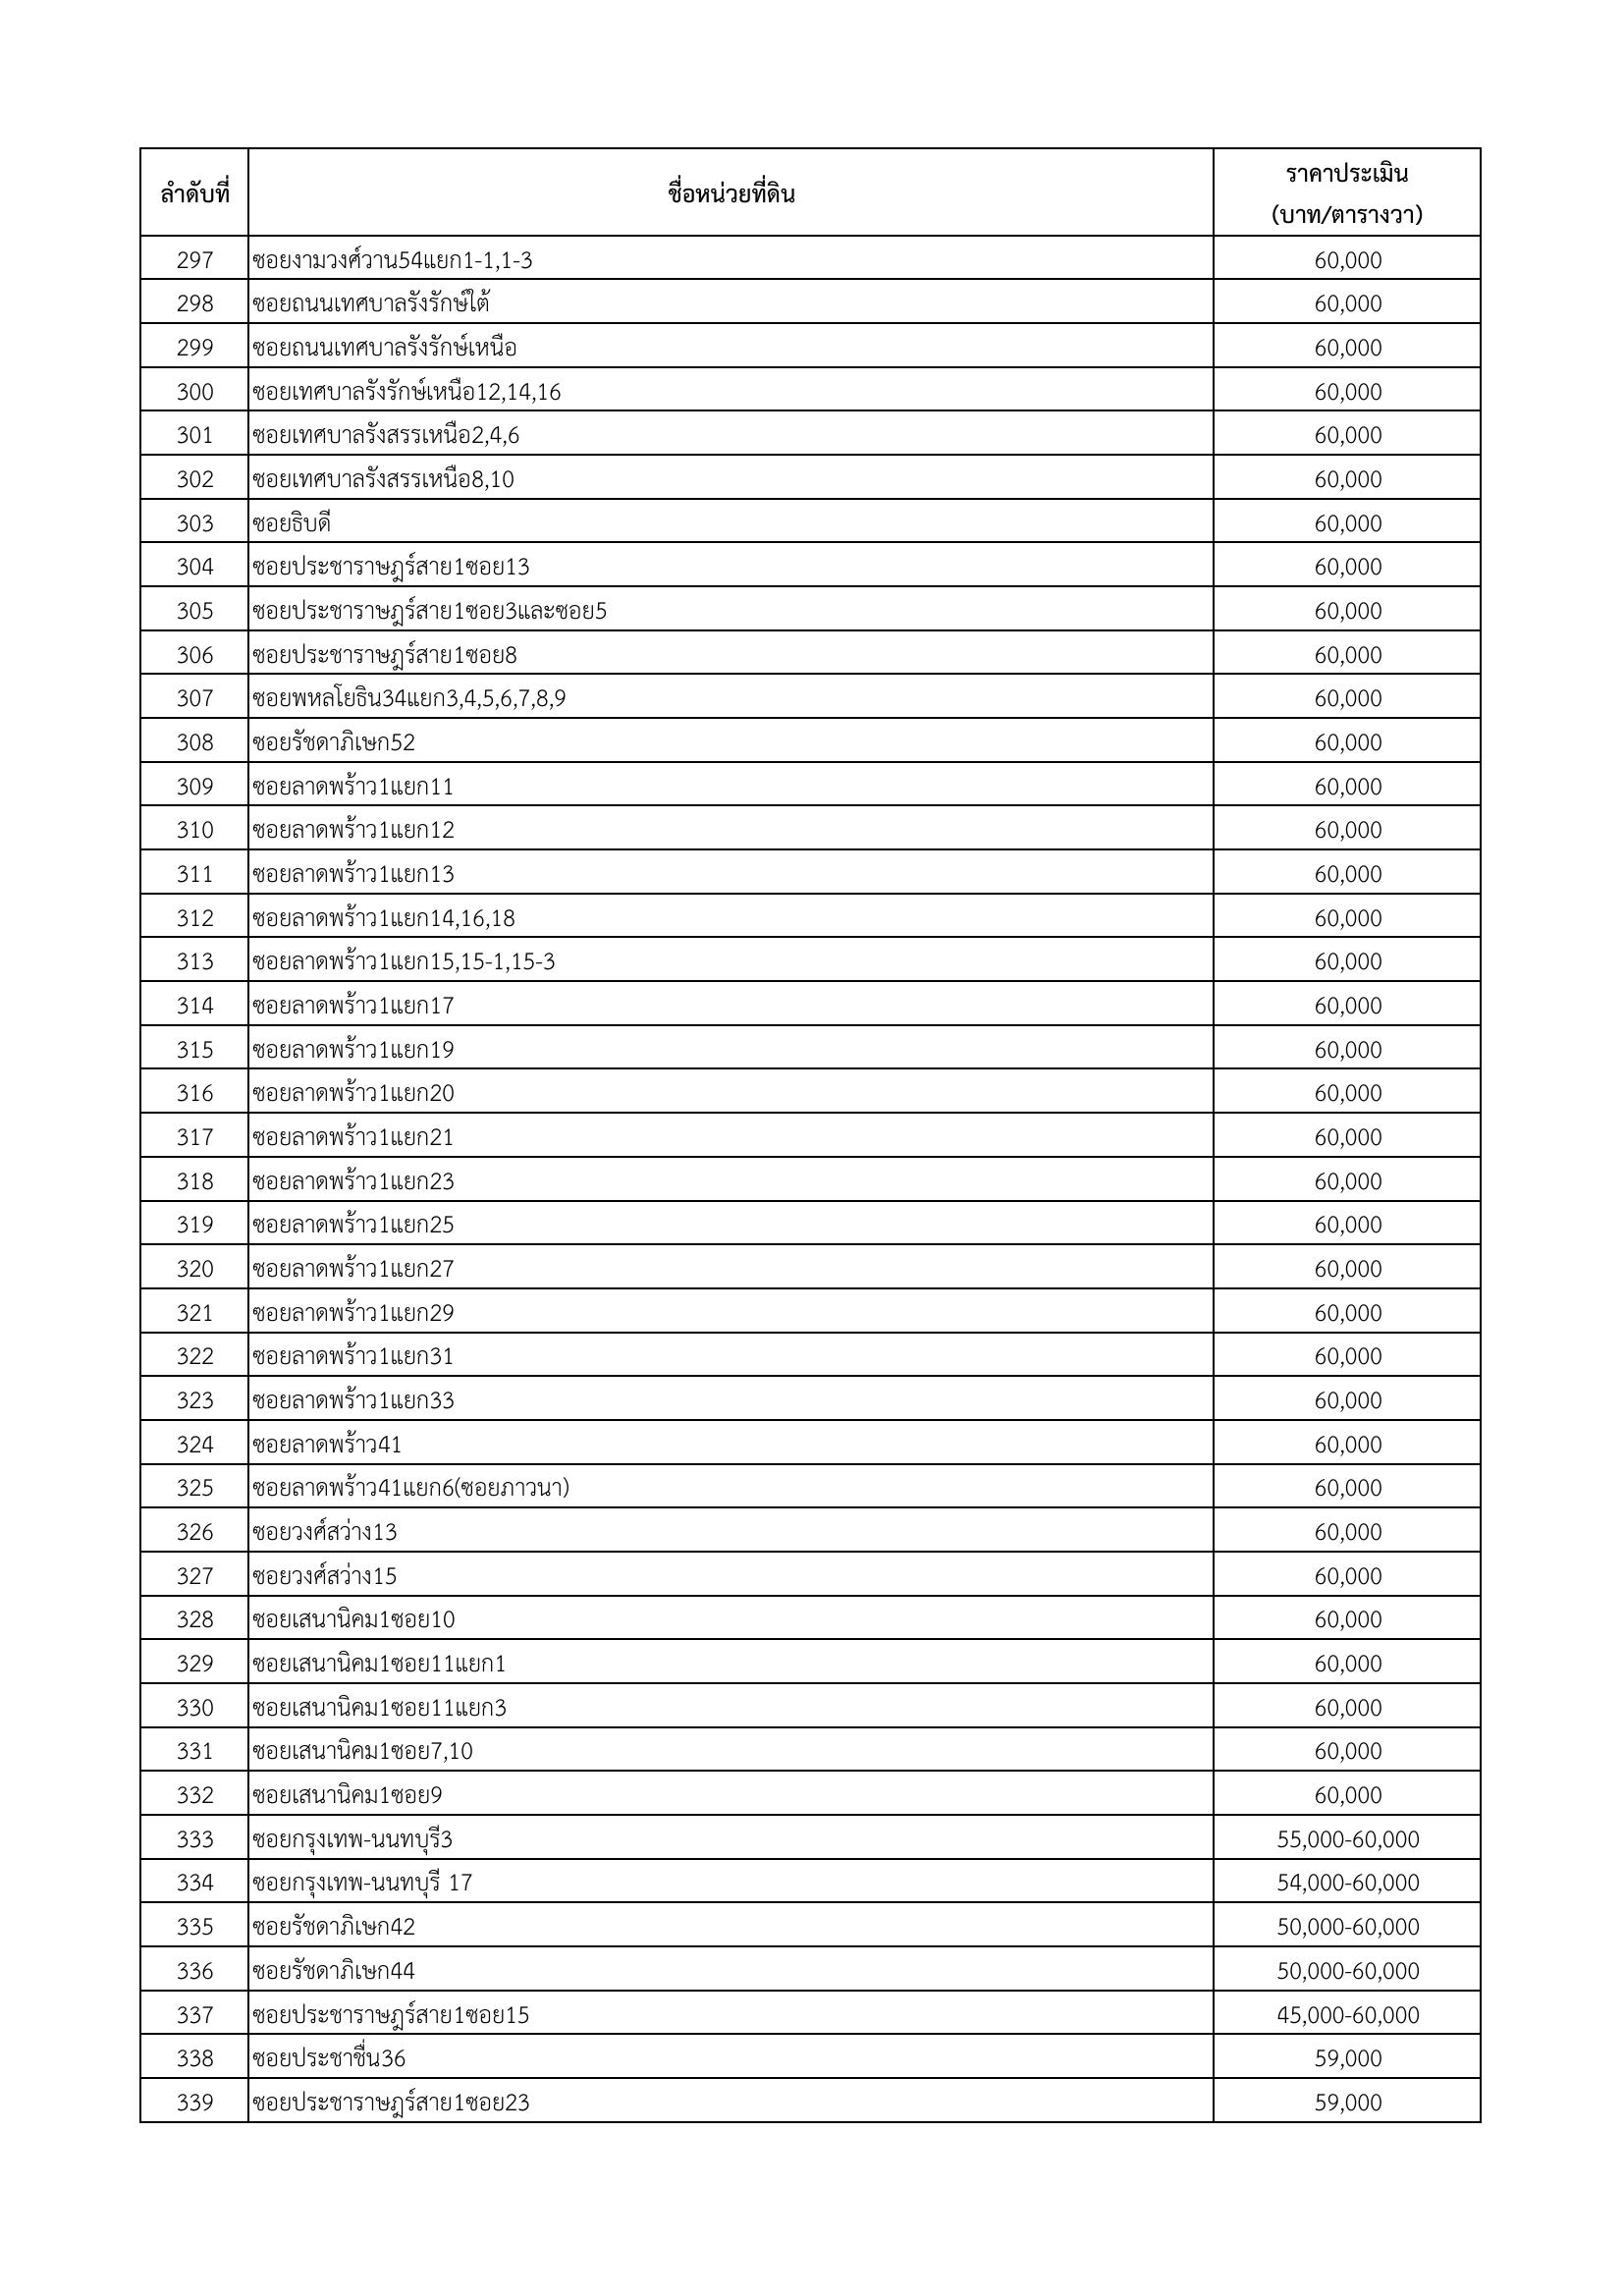 ลำดับที่ ชื่อหน่วยที่ดิน ราคาประเมิน
(บาท/ตารางวา)
297 ซอยงามวงศ์วาน54แยก1-1,1-3 60,000
298 ซอยถนนเทศบาลรังรักษ์ใต้ 60,000
299 ซอยถนนเทศบาลรังรักษ์เหนือ 60,000
300 ซอยเทศบาลรังรักษ์เหนือ12,14,16 60,000
301 ซอยเทศบาลรังสรรเหนือ2,4,6 60,000
302 ซอยเทศบาลรังสรรเหนือ8,10 60,000
303 ซอยธิบดี 60,000
304 ซอยประชาราษฎร์สาย1ซอย13 60,000
305 ซอยประชาราษฎร์สาย1ซอย3และซอย5 60,000
306 ซอยประชาราษฎร์สาย1ซอย8 60,000
307 ซอยพหลโยธิน34แยก3,4,5,6,7,8,9 60,000
308 ซอยรัชดาภิเษก52 60,000
309 ซอยลาดพร้าว1แยก11 60,000
310 ซอยลาดพร้าว1แยก12 60,000
311 ซอยลาดพร้าว1แยก13 60,000
312 ซอยลาดพร้าว1แยก14,16,18 60,000
313 ซอยลาดพร้าว1แยก15,15-1,15-3 60,000
314 ซอยลาดพร้าว1แยก17 60,000
315 ซอยลาดพร้าว1แยก19 60,000
316 ซอยลาดพร้าว1แยก20 60,000
317 ซอยลาดพร้าว1แยก21 60,000
318 ซอยลาดพร้าว1แยก23 60,000
319 ซอยลาดพร้าว1แยก25 60,000
320 ซอยลาดพร้าว1แยก27 60,000
321 ซอยลาดพร้าว1แยก29 60,000
322 ซอยลาดพร้าว1แยก31 60,000
323 ซอยลาดพร้าว1แยก33 60,000
324 ซอยลาดพร้าว41 60,000
325 ซอยลาดพร้าว41แยก6(ซอยภาวนา) 60,000
326 ซอยวงศ์สว่าง13 60,000
327 ซอยวงศ์สว่าง15 60,000
328 ซอยเสนานิคม1ซอย10 60,000
329 ซอยเสนานิคม1ซอย11แยก1 60,000
330 ซอยเสนานิคม1ซอย11แยก3 60,000
331 ซอยเสนานิคม1ซอย7,10 60,000
332 ซอยเสนานิคม1ซอย9 60,000
333 ซอยกรุงเทพ-นนทบุรี3 55,000-60,000
334 ซอยกรุงเทพ-นนทบุรี 17 54,000-60,000
335 ซอยรัชดาภิเษก42 50,000-60,000
336 ซอยรัชดาภิเษก44 50,000-60,000
337 ซอยประชาราษฎร์สาย1ซอย15 45,000-60,000
338 ซอยประชาชื่น36 59,000
339 ซอยประชาราษฎร์สาย1ซอย23 59,000